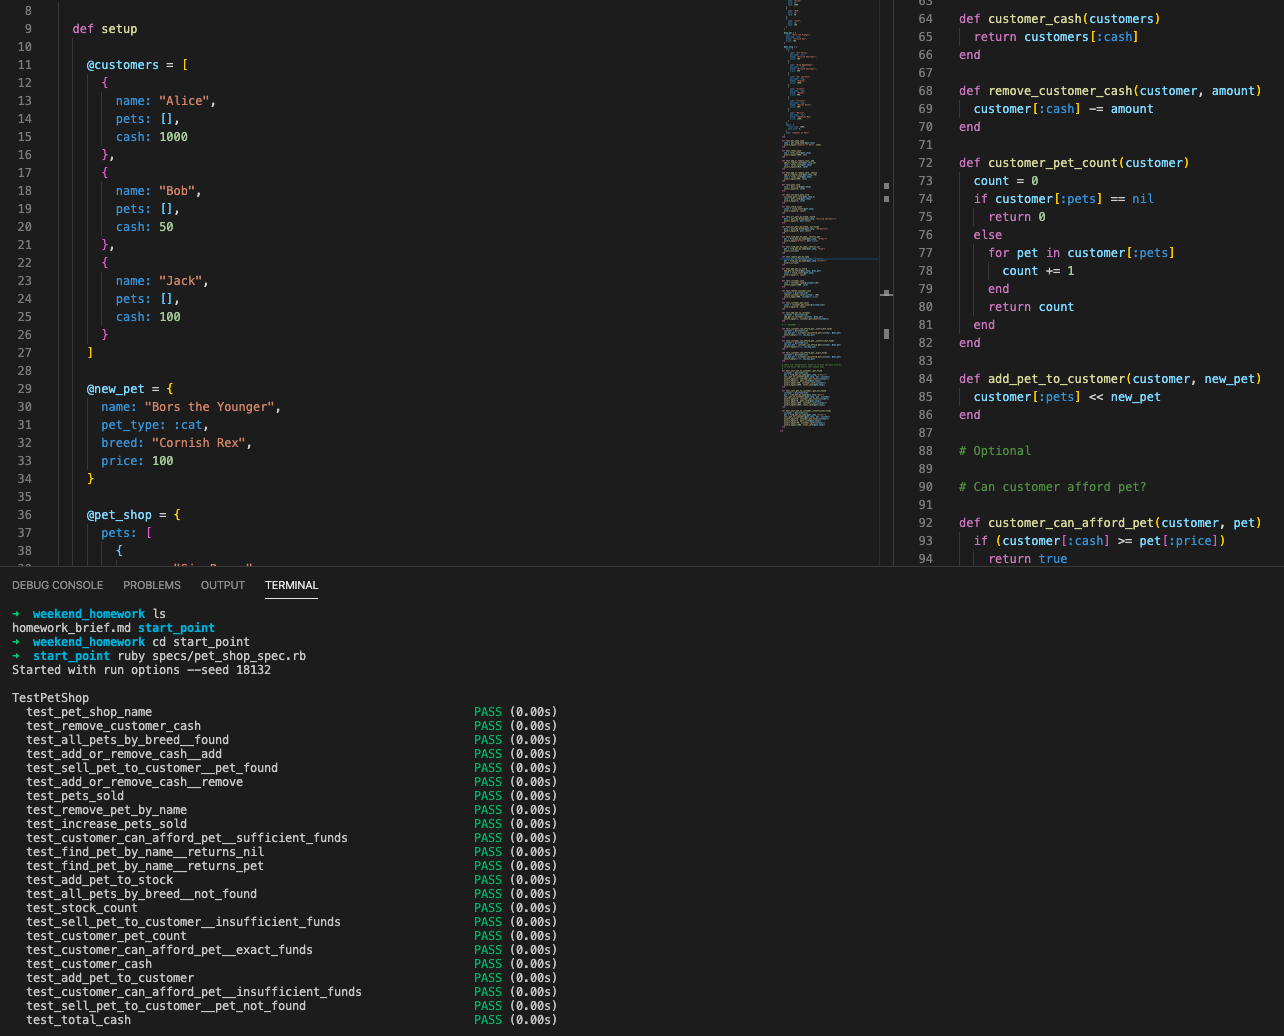 8
9 def setup
10
11 @customers = [
12 {
13 name: "Alice",
14 pets: [],
15 cash: 1000
16 },
17 {
18 name: "Bob",
19 pets: [],
20 cash: 50
21 },
22 {
23 name: "Jack",
24 pets: [],
25 cash: 100
26 }
27 ]
28
29 @new_pet = {
30 name: "Bors the Younger",
31 pet_type: :cat,
32 breed: "Cornish Rex",
33 price: 100
34 }
35
36 @pet_shop = {
37 pets: [
38 {
63
64 def customer_cash(customers)
65 return customers[:cash]
66 end
67
68 def remove_customer_cash(customer, amount)
69 customer[:cash] -= amount
70 end
71
72 def customer_pet_count(customer)
73 count = 0
74 if customer[:pets] == nil
75 return 0
76 else
77 for pet in customer[:pets]
78 count += 1
79 end
80 return count
81 end
82 end
83
84 def add_pet_to_customer(customer, new_pet)
85 customer[:pets] << new_pet
86 end
87
88 # Optional
89
90 # Can customer afford pet?
91
92 def customer_can_afford_pet(customer, pet)
93 if (customer[:cash] >= pet[:price])
94 return true
DEBUG CONSOLE PROBLEMS OUTPUT TERMINAL
➜ weekend_homework ls
homework_brief.md start_point
➜ weekend_homework cd start_point
➜ start_point ruby specs/pet_shop_spec.rb
Started with run options --seed 18132
TestPetShop
test_pet_shop_name PASS (0.00s)
test_remove_customer_cash PASS (0.00s)
test_all_pets_by_breed__found PASS (0.00s)
test_add_or_remove_cash__add PASS (0.00s)
test_sell_pet_to_customer__pet_found PASS (0.00s)
test_add_or_remove_cash__remove PASS (0.00s)
test_pets_sold PASS (0.00s)
test_remove_pet_by_name PASS (0.00s)
test_increase_pets_sold PASS (0.00s)
test_customer_can_afford_pet__sufficient_funds PASS (0.00s)
test_find_pet_by_name__returns_nil PASS (0.00s)
test_find_pet_by_name__returns_pet PASS (0.00s)
test_add_pet_to_stock PASS (0.00s)
test_all_pets_by_breed__not_found PASS (0.00s)
test_stock_count PASS (0.00s)
test_sell_pet_to_customer__insufficient_funds PASS (0.00s)
test_customer_pet_count PASS (0.00s)
test_customer_can_afford_pet__exact_funds PASS (0.00s)
test_customer_cash PASS (0.00s)
test_add_pet_to_customer PASS (0.00s)
test_customer_can_afford_pet__insufficient_funds PASS (0.00s)
test_sell_pet_to_customer__pet_not_found PASS (0.00s)
test_total_cash PASS (0.00s)